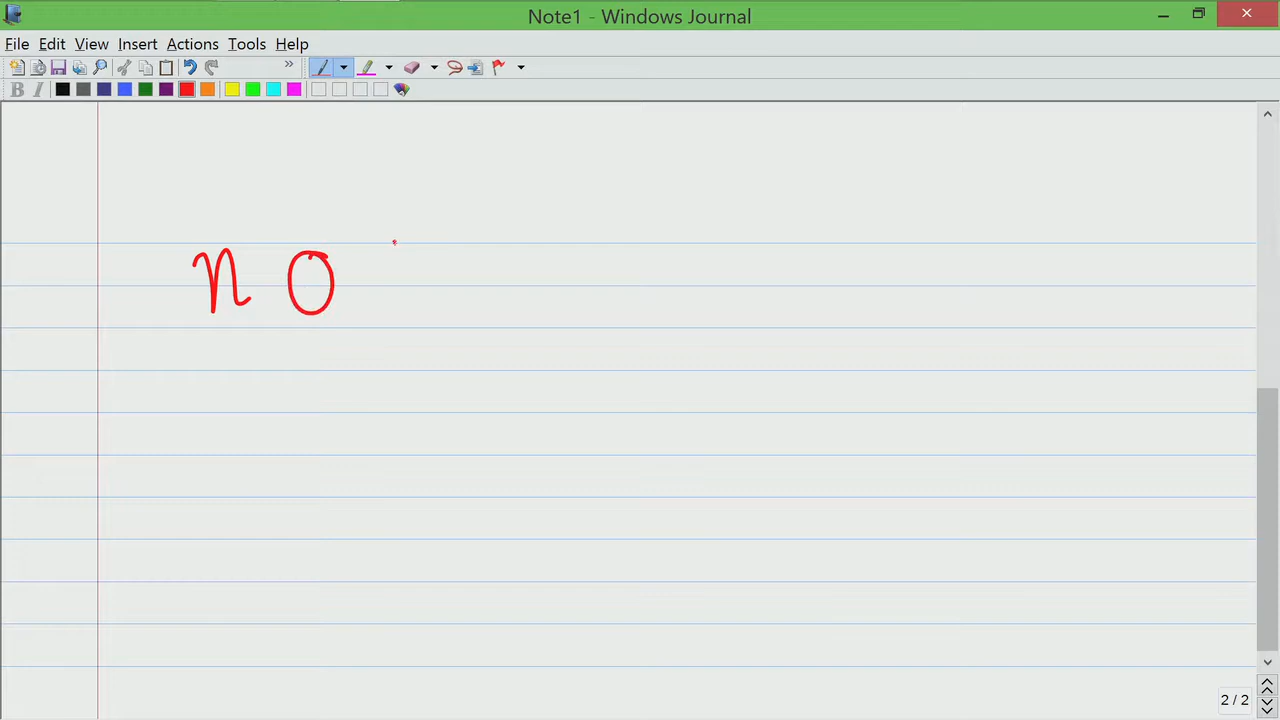 Note1 - Windows Journal
File Edit View Insert Actions Tools Help
B I
n O
2 / 2